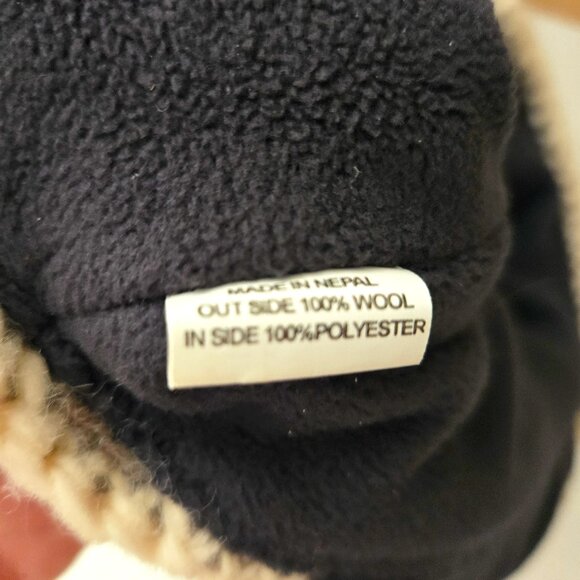 MADE IN NEPAL
OUT SIDE 100% WOOL
IN SIDE 100%POLYESTER